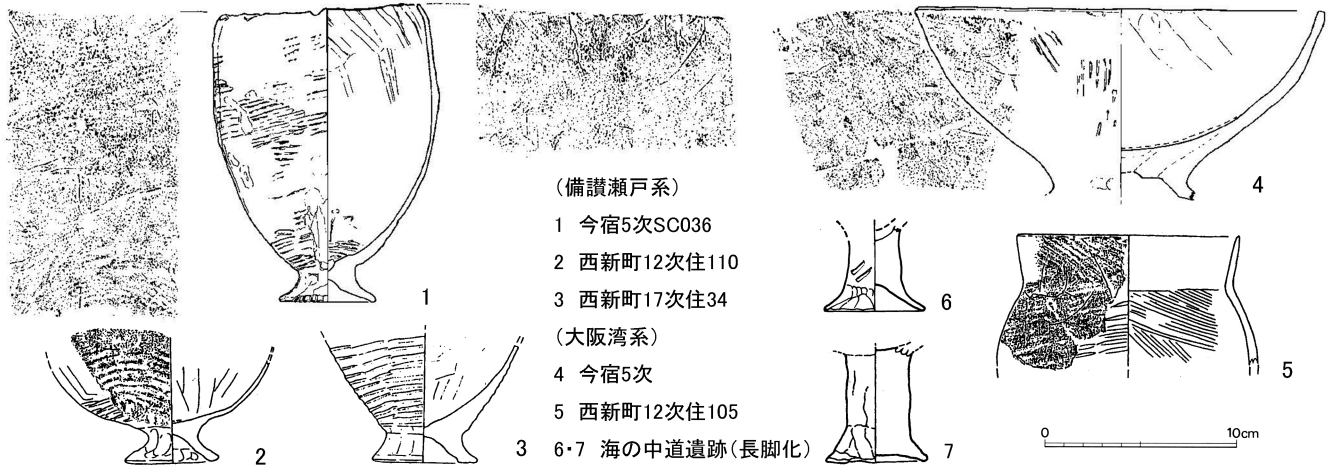 (備讃瀬戸系)
1 今宿5次SC036
2 西新町12次住110
3 西新町17次住34
(大阪湾系)
4 今宿5次
5 西新町12次住105
6・7 海の中道遺跡(長脚化)
1
2
3
4
5
6
7
0 10cm